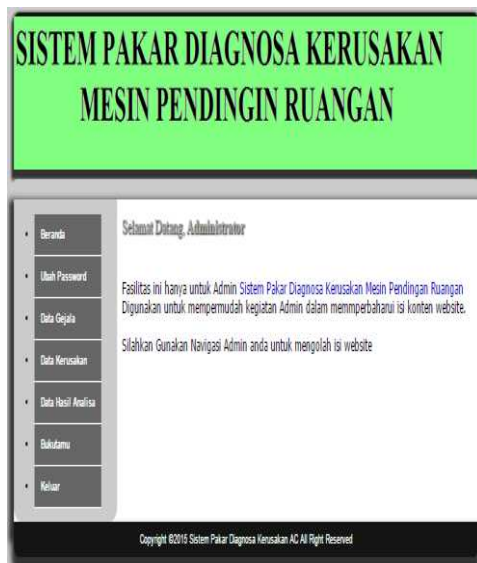 SISTEM PAKAR DIAGNOSA KERUSAKAN
MESIN PENDINGIN RUANGAN
Beranda
Ubah Password
Data Gejala
Data Kerusakan
Data Hasil Analisa
Bukutamu
Keluar
Selamat Datang, Administrator
Fasilitas ini hanya untuk Admin Sistem Pakar Diagnosa Kerusakan Mesin Pendingan Ruangan
Digunakan untuk mempermudah kegiatan Admin dalam memmperbaharui isi konten website.
Silahkan Gunakan Navigasi Admin anda untuk mengolah isi website
Copyright ©2015 Sistem Pakar Diagnosa Kerusakan AC All Right Reserved